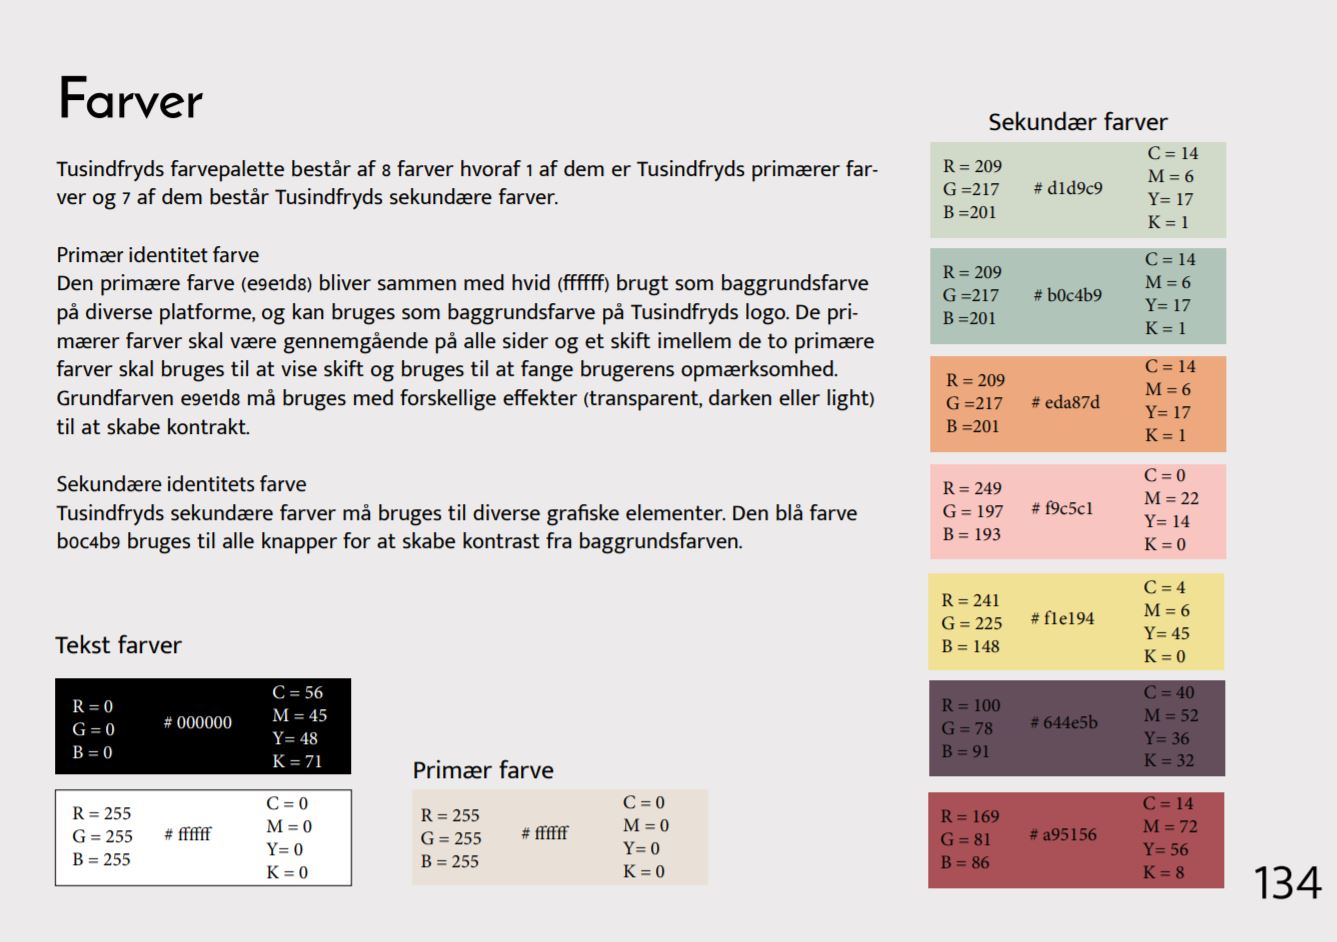 Farver
Tusindfryds farvepalette består af 8 farver hvoraf 1 af dem er Tusindfryds primærer far-
ver og 7 af dem består Tusindfryds sekundære farver.
Primær identitet farve
Den primære farve (e9e1d8) bliver sammen med hvid (ffffff) brugt som baggrundsfarve
på diverse platforme, og kan bruges som baggrundsfarve på Tusindfryds logo. De pri-
mærer farver skal være gennemgående på alle sider og et skift imellem de to primære
farver skal bruges til at vise skift og bruges til at fange brugerens opmærksomhed.
Grundfarven e9e1d8 må bruges med forskellige effekter (transparent, darken eller light)
til at skabe kontrakt.
Sekundære identitets farve
Tusindfryds sekundære farver må bruges til diverse grafiske elementer. Den blå farve
b0c4b9 bruges til alle knapper for at skabe kontrast fra baggrundsfarven.
Tekst farver
R = 0
G = 0
B = 0
# 000000
C = 56
M = 45
Y= 48
K = 71
R = 255
G = 255
B = 255
# ffffff
C = 0
M = 0
Y= 0
K = 0
Primær farve
R = 255
G = 255
B = 255
# ffffff
C = 0
M = 0
Y= 0
K = 0
Sekundær farver
R = 209
G =217
B =201
# d1d9c9
C = 14
M = 6
Y= 17
K = 1
R = 209
G =217
B =201
# b0c4b9
C = 14
M = 6
Y= 17
K = 1
R = 209
G =217
B =201
# eda87d
C = 14
M = 6
Y= 17
K = 1
R = 249
G = 197
B = 193
# f9c5c1
C = 0
M = 22
Y= 14
K = 0
R = 241
G = 225
B = 148
# f1e194
C = 4
M = 6
Y= 45
K = 0
R = 100
G = 78
B = 91
# 644e5b
C = 40
M = 52
Y= 36
K = 32
R = 169
G = 81
B = 86
# a95156
C = 14
M = 72
Y= 56
K = 8
134